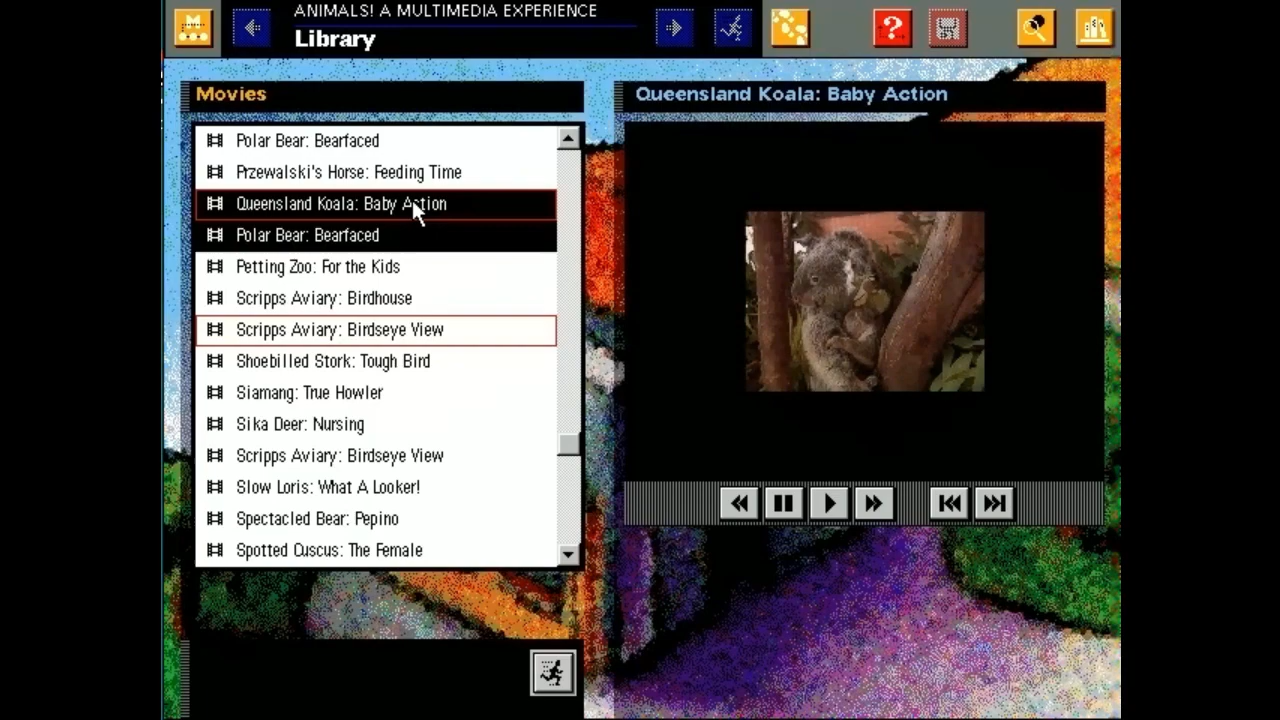 ANIMALS! A MULTIMEDIA EXPERIENCE
Library
Movies
Polar Bear: Bearfaced
Przewalski's Horse: Feeding Time
Queensland Koala: Baby Action
Polar Bear: Bearfaced
Petting Zoo: For the Kids
Scripps Aviary: Birdhouse
Scripps Aviary: Birdseye View
Shoebilled Stork: Tough Bird
Siamang: True Howler
Sika Deer: Nursing
Scripps Aviary: Birdseye View
Slow Loris: What A Looker!
Spectacled Bear: Pepino
Spotted Cuscus: The Female
Queensland Koala: Baby Action